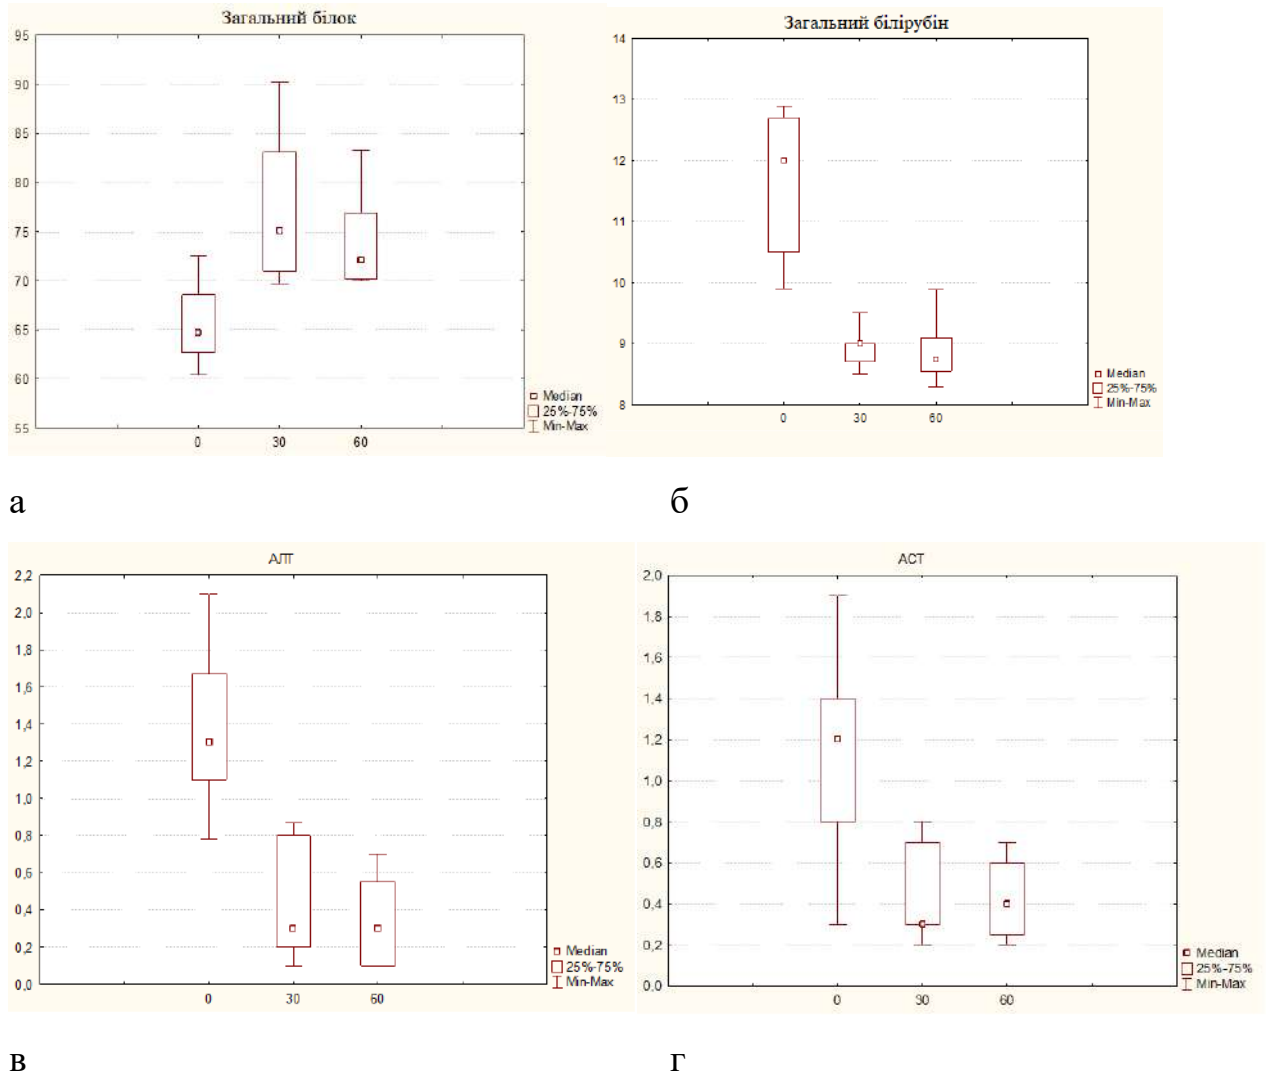 Загальний білок
95
90
85
80
75
70
65
60
55
0 30 60
Median
25%-75%
Min-Max
Загальний білірубін
14
13
12
11
10
9
8
0 30 60
Median
25%-75%
Min-Max
а б
АЛТ
2,2
2,0
1,8
1,6
1,4
1,2
1,0
0,8
0,6
0,4
0,2
0,0
0 30 60
Median
25%-75%
Min-Max
АСТ
2,0
1,8
1,6
1,4
1,2
1,0
0,8
0,6
0,4
0,2
0,0
0 30 60
Median
25%-75%
Min-Max
в г